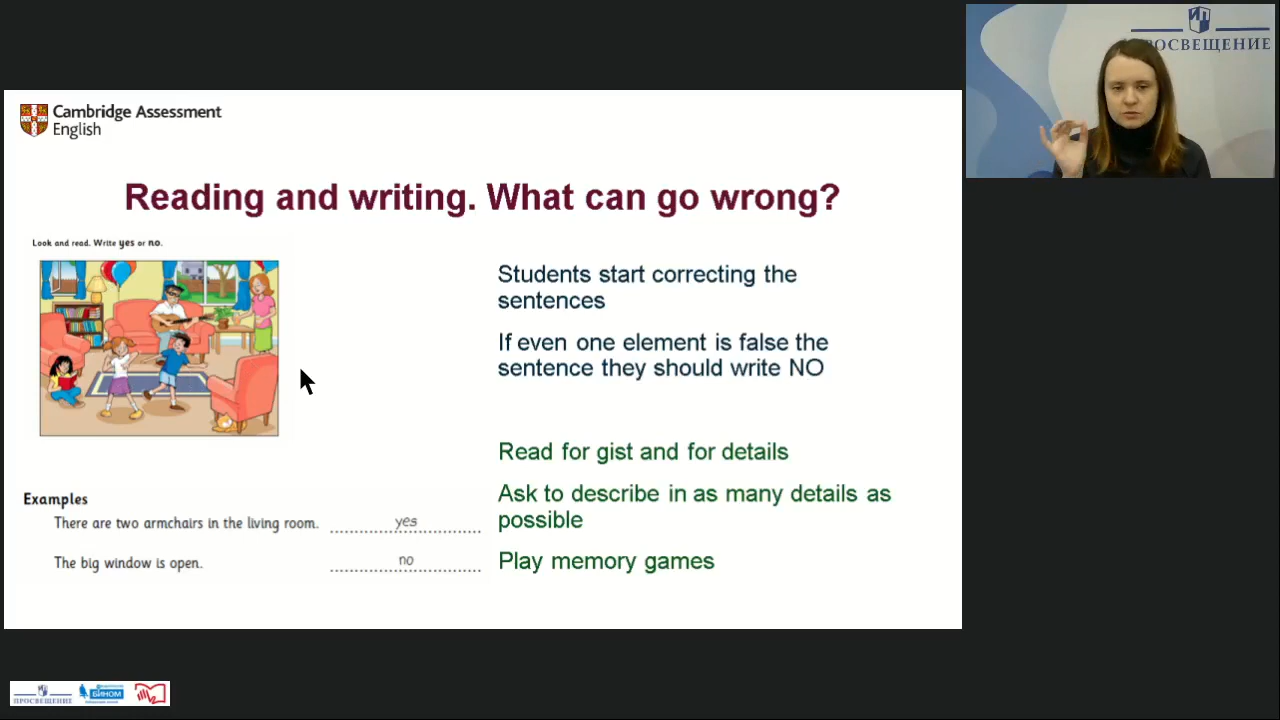 ПРОСВЕЩЕНИЕ
Cambridge Assessment
English
Reading and writing. What can go wrong?
Look and read. Write yes or no.
Students start correcting the
sentences
If even one element is false the
sentence they should write NO
Read for gist and for details
Ask to describe in as many details as
possible
Play memory games
Examples
There are two armchairs in the living room. yes
The big window is open. no
ПРОСВЕЩЕНИЕ
БИНОМ